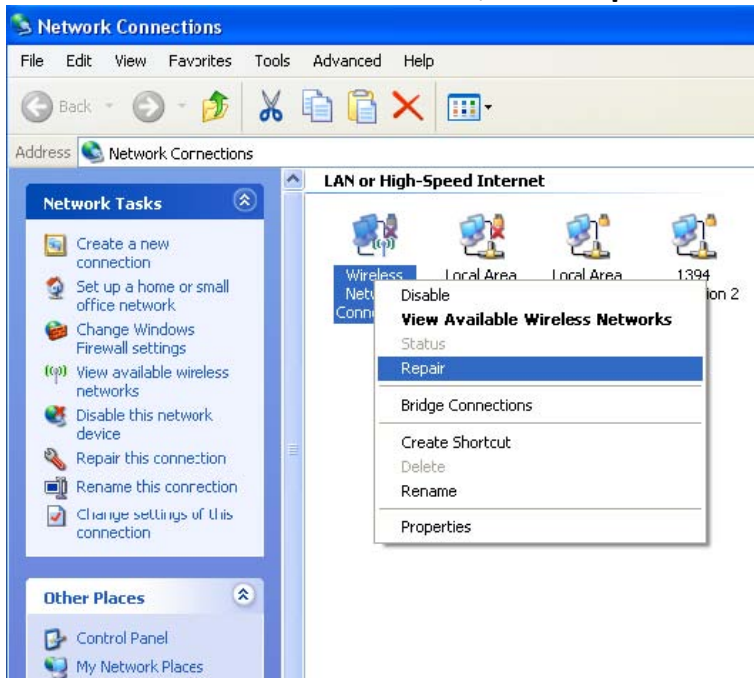 Network Connections
File Edit View Favorites Tools Advanced Help
Back
Address Network Connections
Network Tasks
Create a new
connection
Set up a home or small
office network
Change Windows
Firewall settings
View available wireless
networks
Disable this network
device
Repair this connection
Rename this connection
Change settings of this
connection
Other Places
Control Panel
My Network Places
LAN or High-Speed Internet
Wireless Local Area Local Area 1394
Disable
View Available Wireless Networks
Status
Repair
Bridge Connections
Create Shortcut
Delete
Rename
Properties